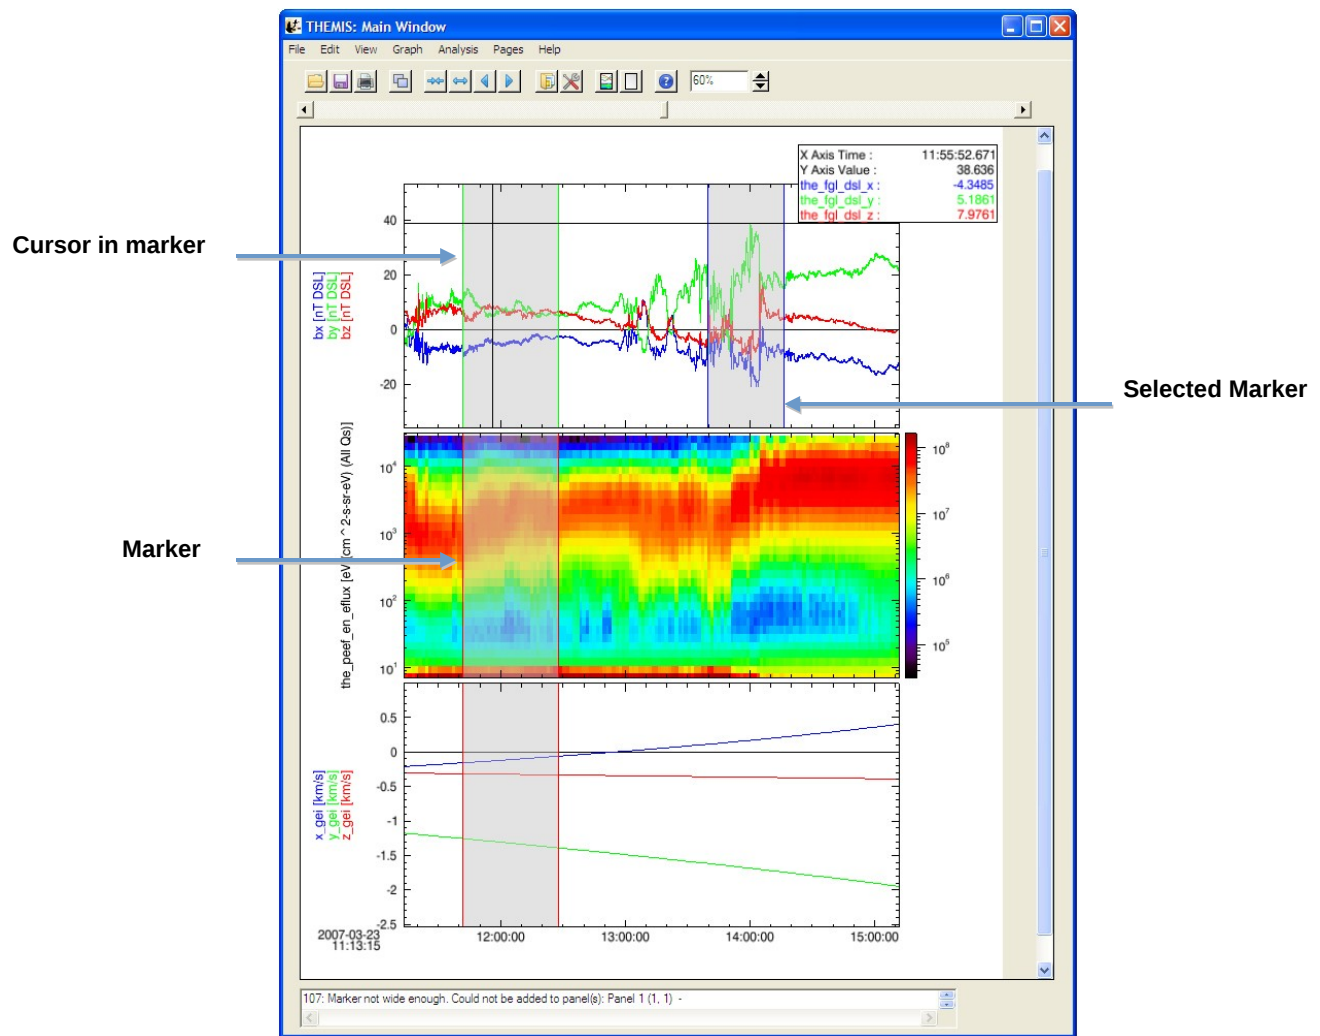 THEMIS: Main Window
File Edit View Graph Analysis Pages Help
60%
X Axis Time : 11:55:52.671
Y Axis Value : 38.636
the_fgl_dsl_x : -4.3485
the_fgl_dsl_y : 5.1861
the_fgl_dsl_z : 7.9761
Cursor in marker
bx [nT DSL]
by [nT DSL]
bz [nT DSL]
40
20
0
-20
Selected Marker
Marker
the_peef_en_eflux [eV/(cm^2-s-sr-eV) (All Qs)]
10^4
10^3
10^2
10^1
10^8
10^7
10^6
10^5
x_gei [km/s]
y_gei [km/s]
z_gei [km/s]
0.5
0
-0.5
-1
-1.5
-2
-2.5
2007-03-23
11:13:15
12:00:00 13:00:00 14:00:00 15:00:00
107: Marker not wide enough. Could not be added to panel(s): Panel 1 (1, 1) -